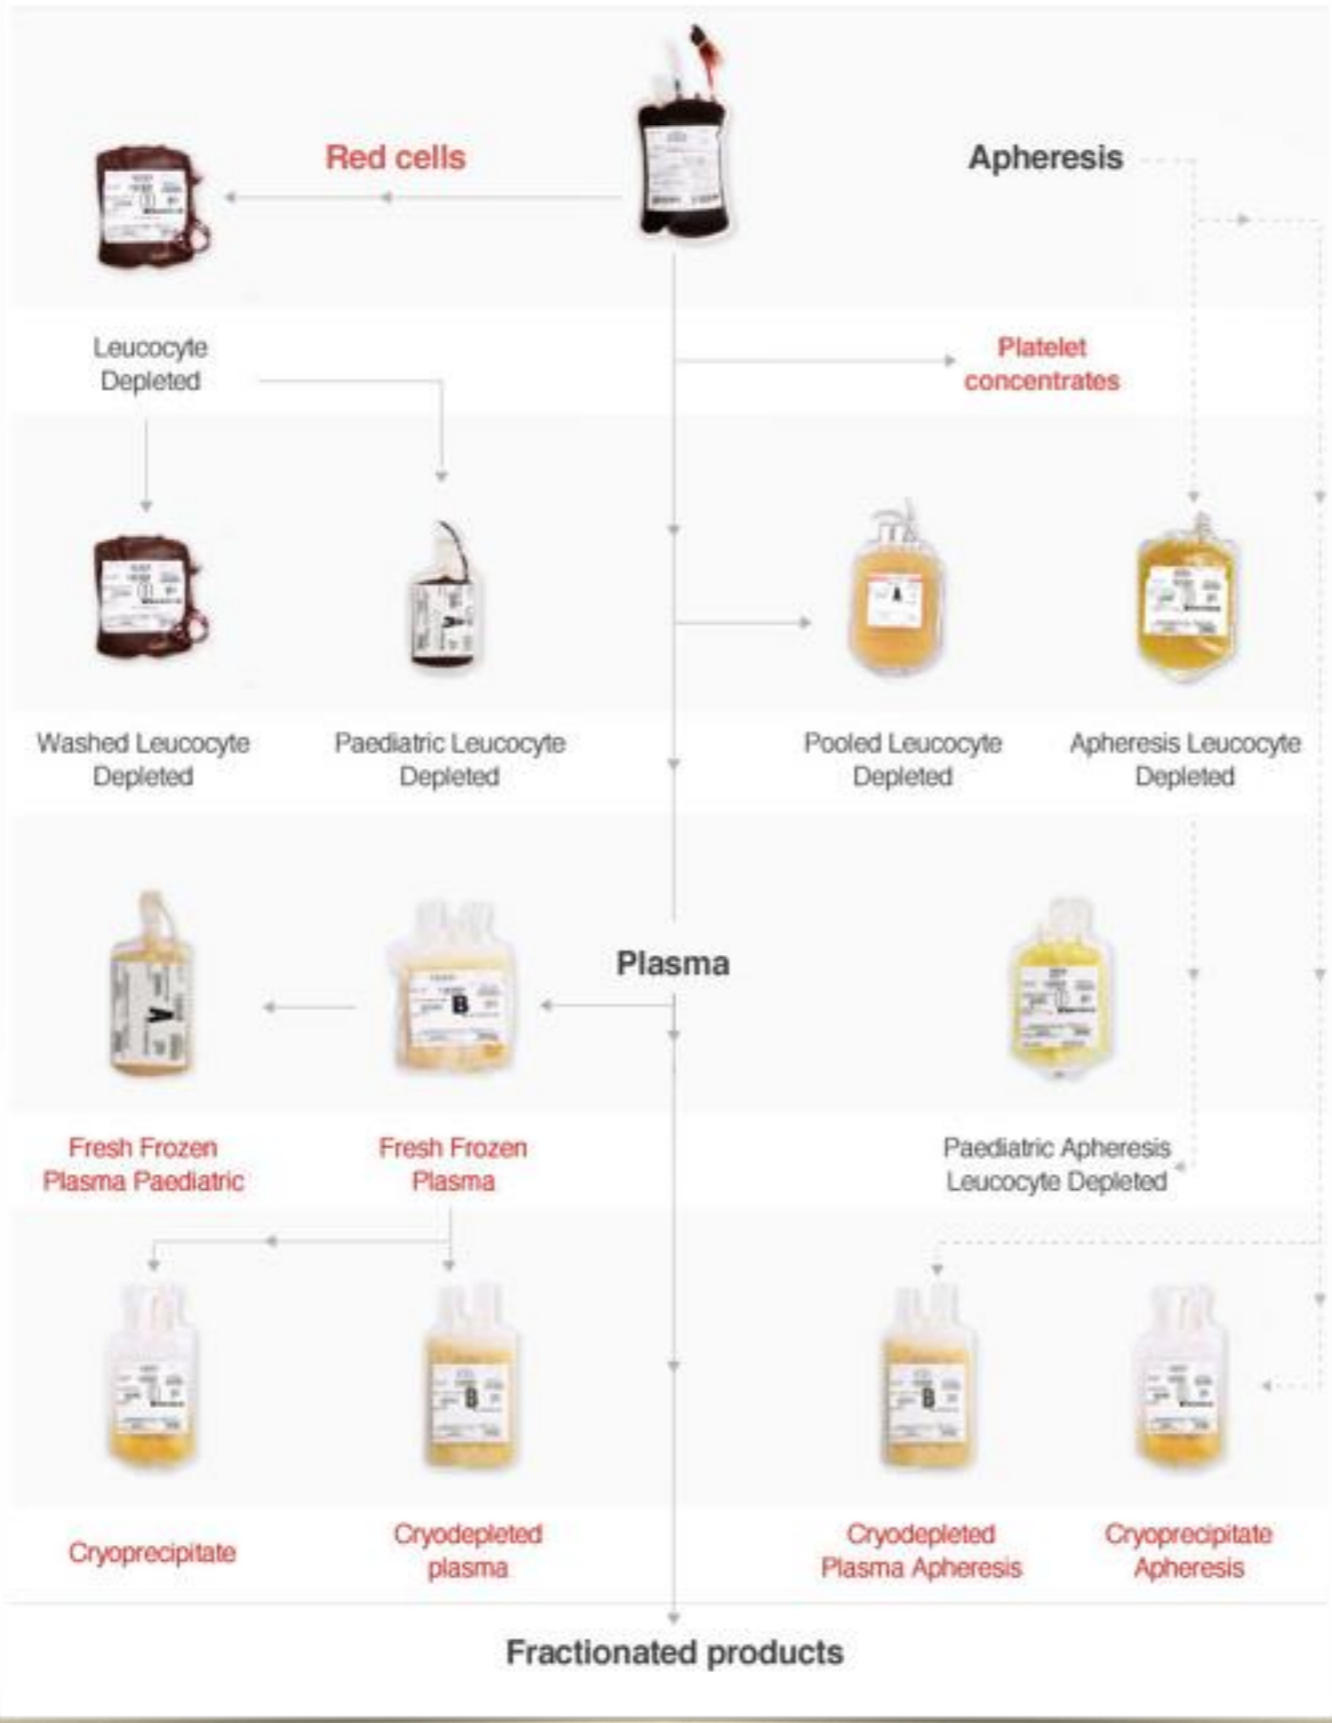 Red cells
Apheresis
Leucocyte
Depleted
Platelet
concentrates
A
Washed Leucocyte
Depleted
Paediatric Leucocyte
Depleted
Pooled Leucocyte
Depleted
Apheresis Leucocyte
Depleted
Plasma
B
Fresh Frozen
Plasma Paediatric
Fresh Frozen
Plasma
Paediatric Apheresis
Leucocyte Depleted
B
B
Cryoprecipitate
Cryodepleted
plasma
Cryodepleted
Plasma Apheresis
Cryoprecipitate
Apheresis
Fractionated products